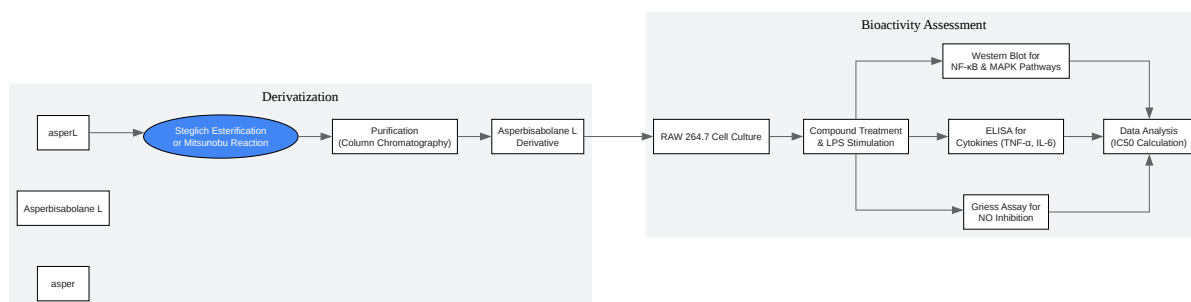 Bioactivity Assessment
Derivatization
asperL
Steglich Esterification
or Mitsunobu Reaction
Purification
(Column Chromatography)
Asperbisabolane L
Derivative
Asperbisabolane L
asper
RAW 264.7 Cell Culture
Compound Treatment
& LPS Stimulation
Western Blot for
NF-κB & MAPK Pathways
ELISA for
Cytokines (TNF-α, IL-6)
Griess Assay for
NO Inhibition
Data Analysis
(IC50 Calculation)